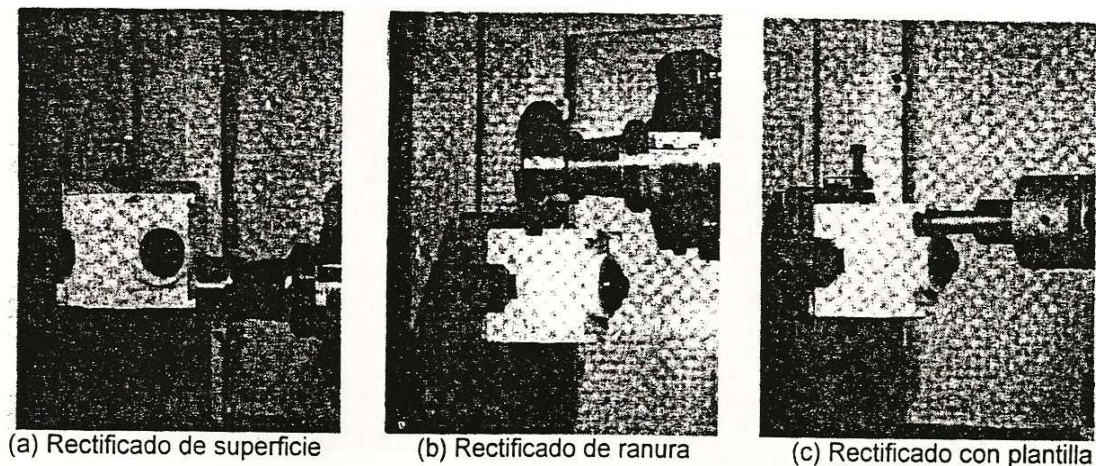 (a) Rectificado de superficie
(b) Rectificado de ranura
(c) Rectificado con plantilla